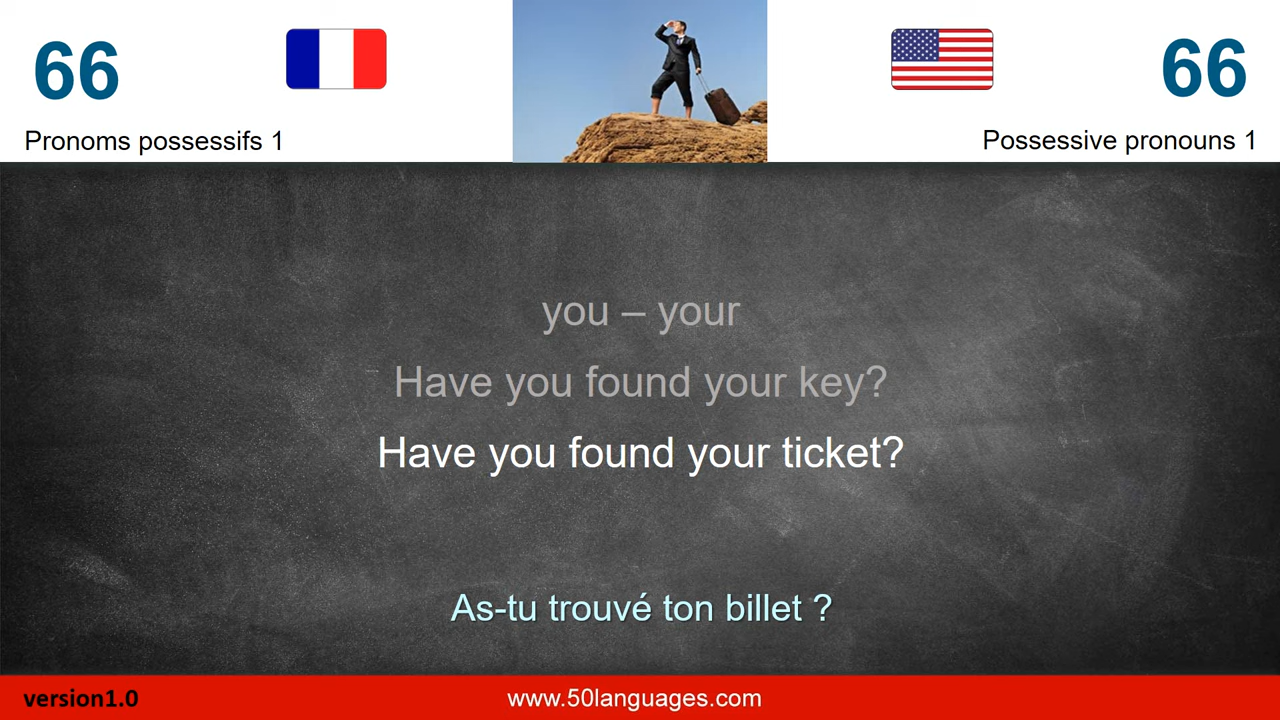 66
66
Pronoms possessifs 1
Possessive pronouns 1
you – your
Have you found your key?
Have you found your ticket?
As-tu trouvé ton billet ?
version1.0
www.50languages.com